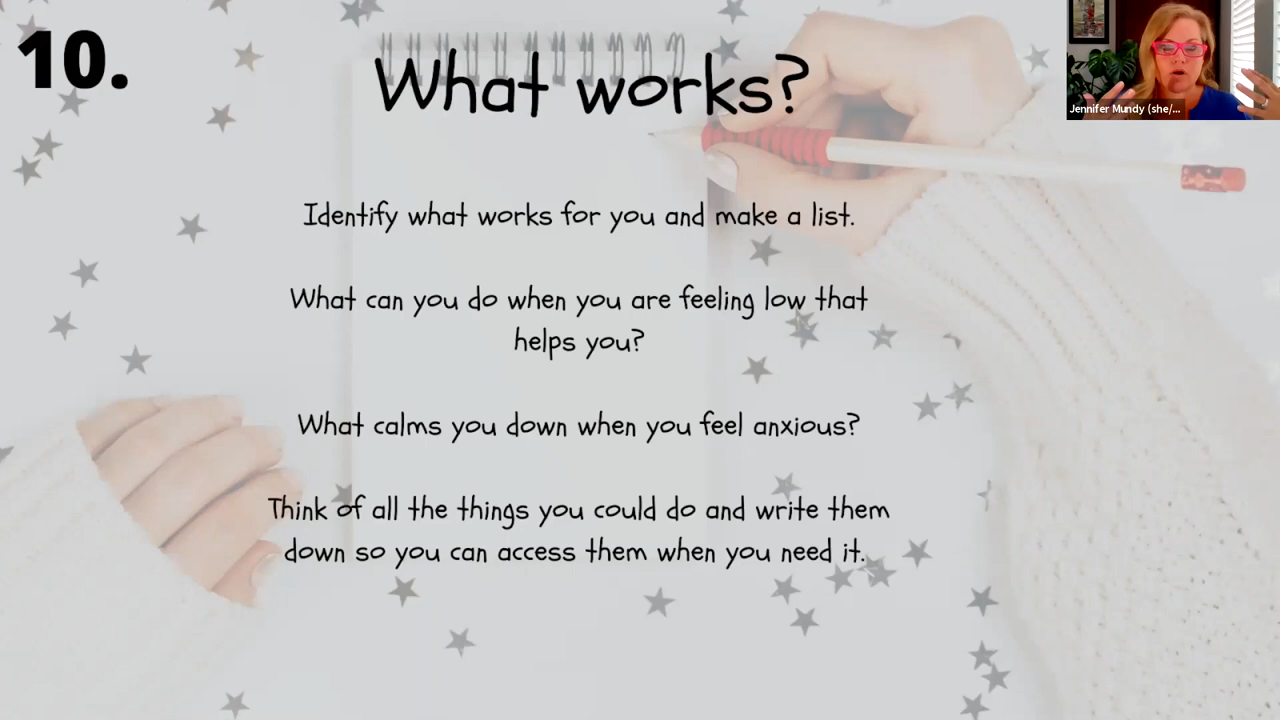 10.
What works?
Jennifer Mundy (she/...
Identify what works for you and make a list.
What can you do when you are feeling low that
helps you?
What calms you down when you feel anxious?
Think of all the things you could do and write them
down so you can access them when you need it.